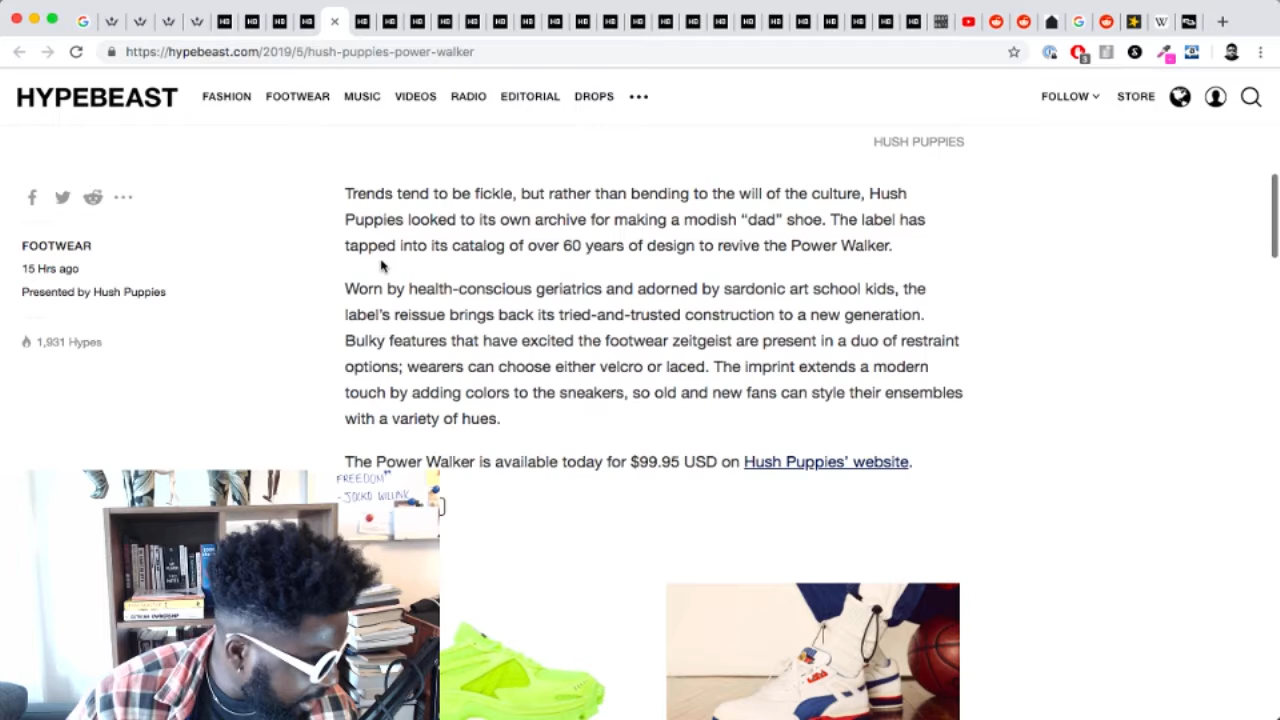 https://hypebeast.com/2019/5/hush-puppies-power-walker
HYPEBEAST FASHION FOOTWEAR MUSIC VIDEOS RADIO EDITORIAL DROPS ••• FOLLOW STORE
HUSH PUPPIES
FOOTWEAR
15 Hrs ago
Presented by Hush Puppies
1,931 Hypes
Trends tend to be fickle, but rather than bending to the will of the culture, Hush
Puppies looked to its own archive for making a modish “dad” shoe. The label has
tapped into its catalog of over 60 years of design to revive the Power Walker.
Worn by health-conscious geriatrics and adorned by sardonic art school kids, the
label’s reissue brings back its tried-and-trusted construction to a new generation.
Bulky features that have excited the footwear zeitgeist are present in a duo of restraint
options; wearers can choose either velcro or laced. The imprint extends a modern
touch by adding colors to the sneakers, so old and new fans can style their ensembles
with a variety of hues.
The Power Walker is available today for $99.95 USD on Hush Puppies’ website.
FREEDOM"
- JOCKO WILLINK